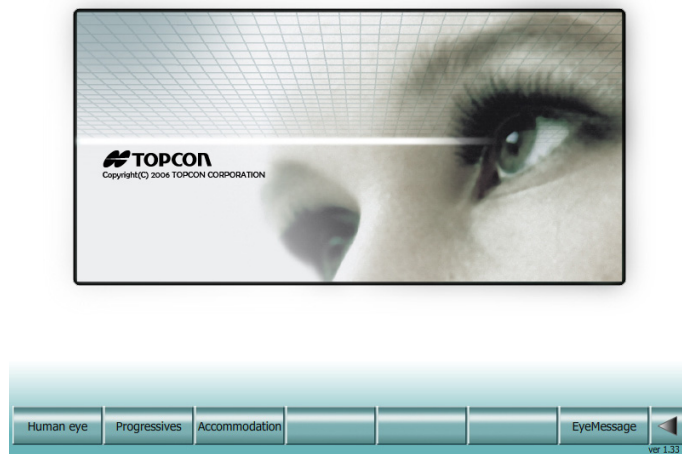 TOPCON
Copyright(C) 2006 TOPCON CORPORATION
Human eye Progressives Accommodation EyeMessage
ver 1.33